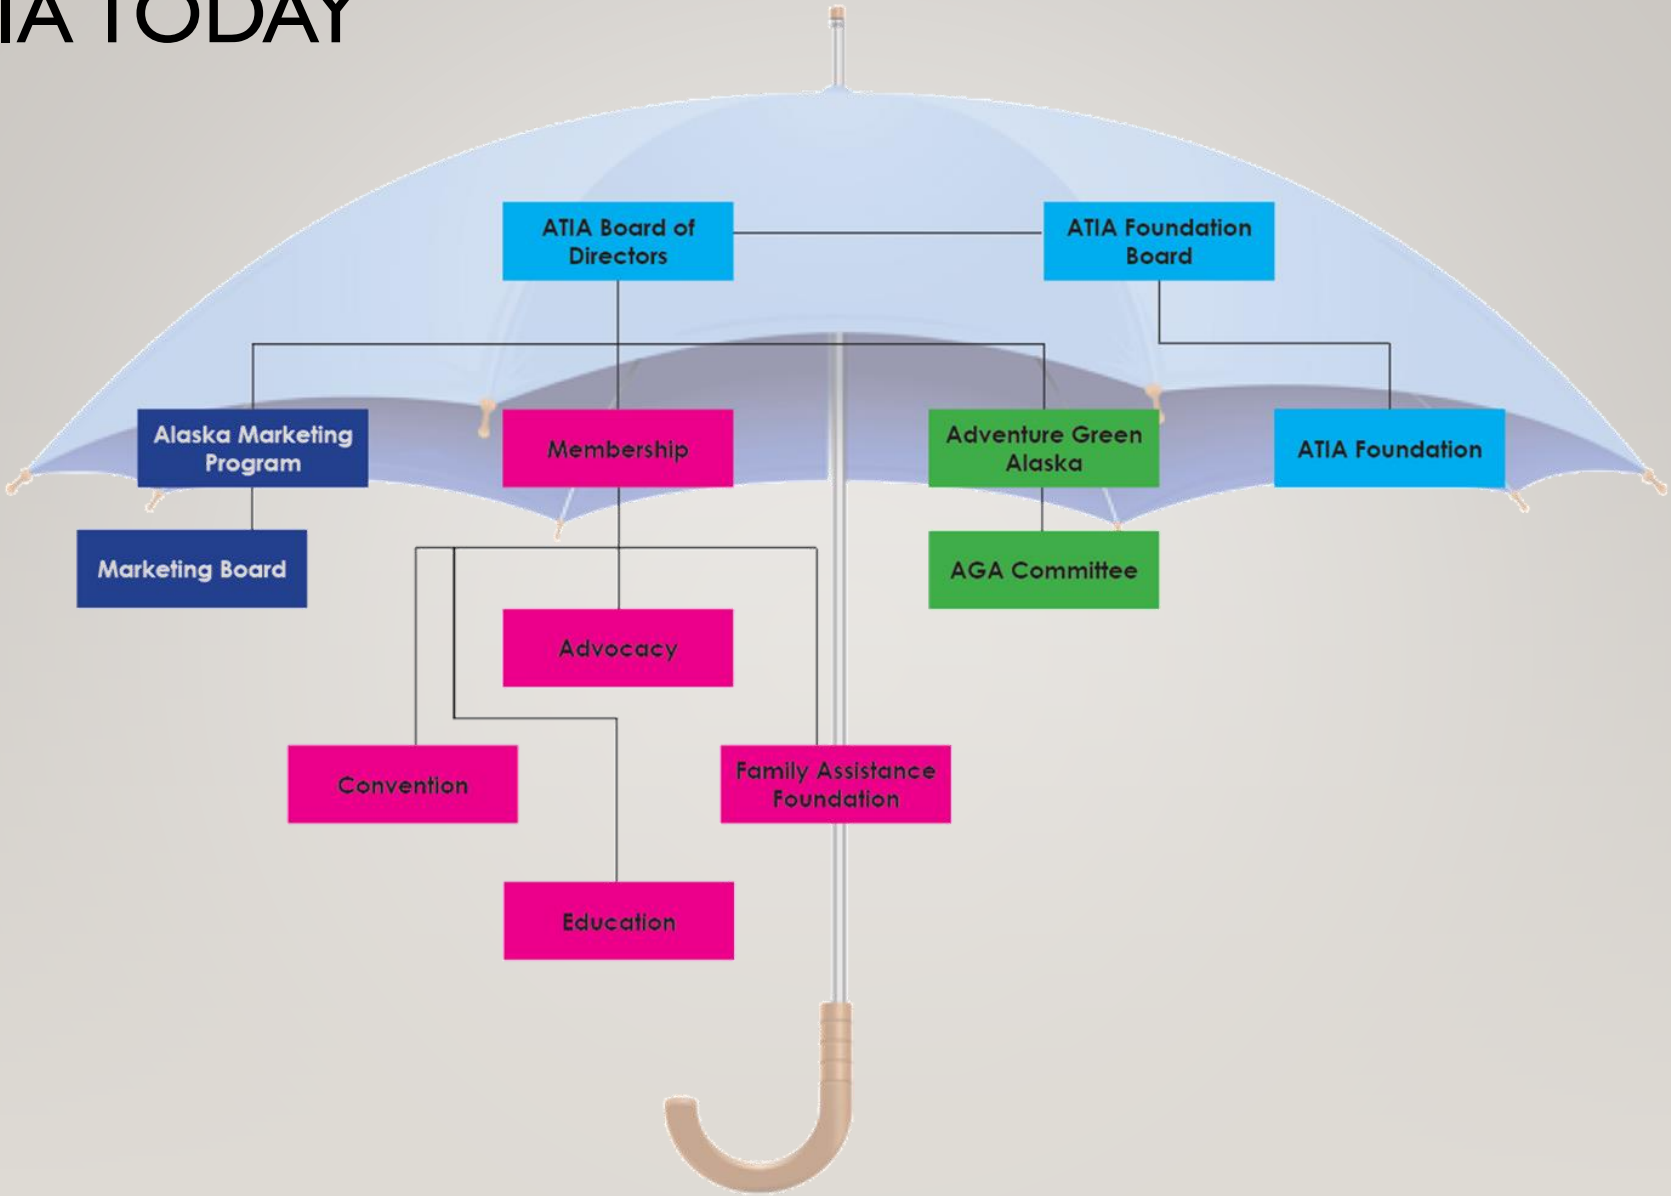 IA TODAY
ATIA Board of
Directors
ATIA Foundation
Board
Alaska Marketing
Program
Membership
Adventure Green
Alaska
ATIA Foundation
Marketing Board
AGA Committee
Advocacy
Convention
Family Assistance
Foundation
Education